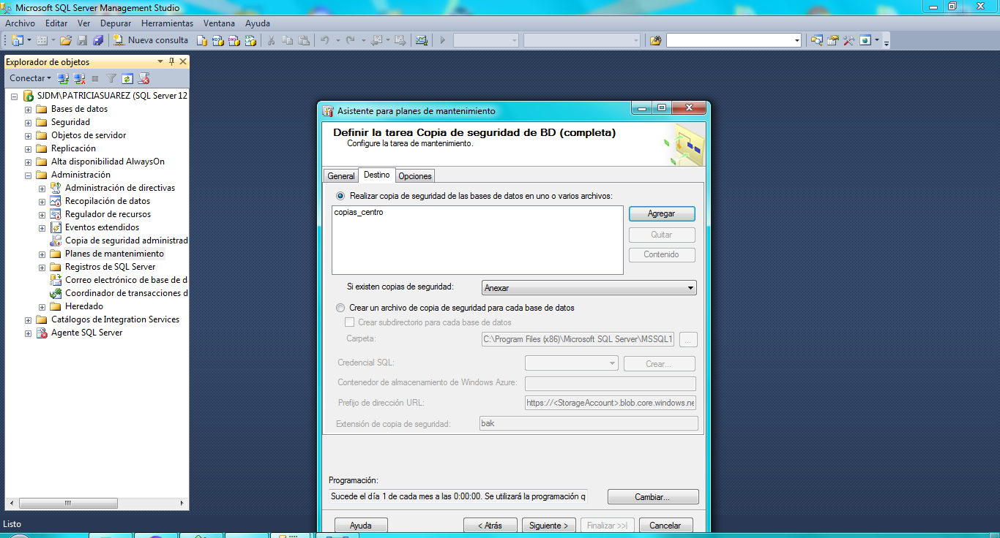 Microsoft SQL Server Management Studio
Archivo Editar Ver Depurar Herramientas Ventana Ayuda
Nueva consulta
Explorador de objetos
Conectar
SJDM\PATRICIASUAREZ (SQL Server 12
Bases de datos
Seguridad
Objetos de servidor
Replicación
Alta disponibilidad AlwaysOn
Administración
Administración de directivas
Recopilación de datos
Regulador de recursos
Eventos extendidos
Copia de seguridad administrad
Planes de mantenimiento
Registros de SQL Server
Correo electrónico de base de d
Coordinador de transacciones d
Heredado
Catálogos de Integration Services
Agente SQL Server
Listo
Asistente para planes de mantenimiento
Definir la tarea Copia de seguridad de BD (completa)
Configure la tarea de mantenimiento.
General Destino Opciones
Realizar copia de seguridad de las bases de datos en uno o varios archivos:
copias_centro
Agregar
Quitar
Contenido
Si existen copias de seguridad: Anexar
Crear un archivo de copia de seguridad para cada base de datos
Crear subdirectorio para cada base de datos
Carpeta: C:\Program Files (x86)\Microsoft SQL Server\MSSQL1 ...
Credencial SQL: Crear...
Contenedor de almacenamiento de Windows Azure:
Prefijo de dirección URL: https://<StorageAccount>.blob.core.windows.ne
Extensión de copia de seguridad: bak
Programación:
Sucede el día 1 de cada mes a las 0:00:00. Se utilizará la programación q Cambiar...
Ayuda < Atrás Siguiente > Finalizar >>| Cancelar